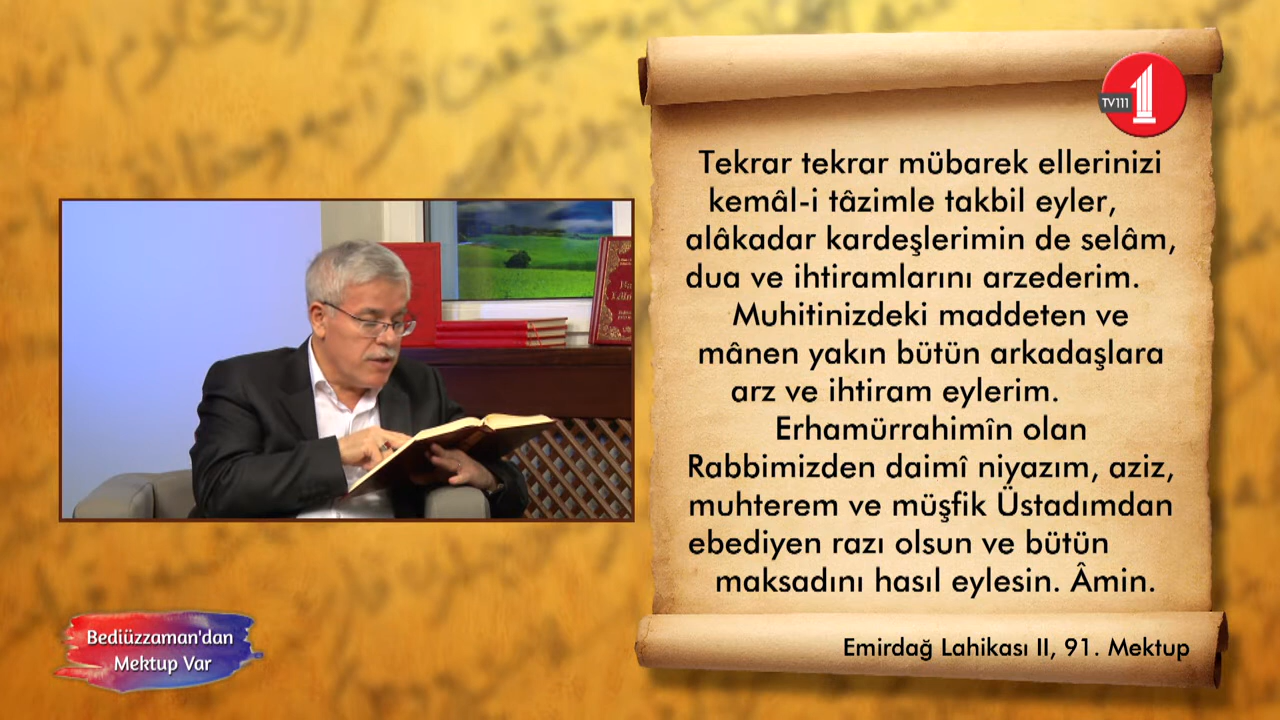 TV111
Tekrar tekrar mübarek ellerinizi
kemâl-i tâzimle takbil eyler,
alâkadar kardeşlerimin de selâm,
dua ve ihtiramlarını arzederim.
Muhitinizdeki maddeten ve
mânen yakın bütün arkadaşlara
arz ve ihtiram eylerim.
Erhamürrahimîn olan
Rabbimizden daimî niyazım, aziz,
muhterem ve müşfik Üstadımdan
ebediyen razı olsun ve bütün
maksadını hasıl eylesin. Âmin.
Emirdağ Lahikası II, 91. Mektup
Bediüzzaman'dan
Mektup Var